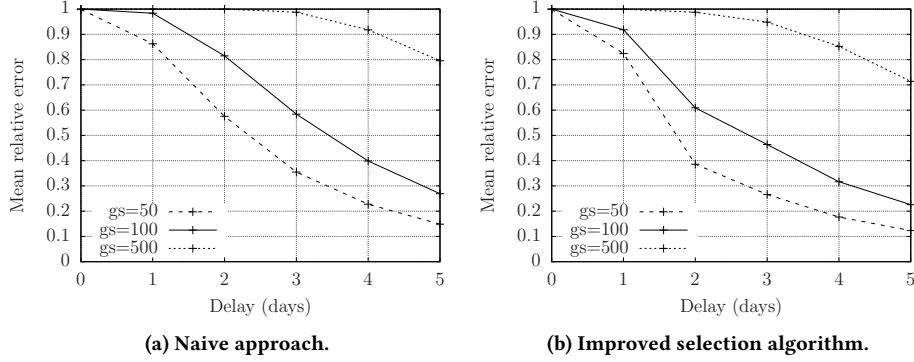 1
0.9
0.8
0.7
0.6
0.5
0.4
0.3
0.2
0.1
0
Mean relative error
gs=50
gs=100
gs=500
0 1 2 3 4 5
Delay (days)
(a) Naive approach.
1
0.9
0.8
0.7
0.6
0.5
0.4
0.3
0.2
0.1
0
Mean relative error
gs=50
gs=100
gs=500
0 1 2 3 4 5
Delay (days)
(b) Improved selection algorithm.